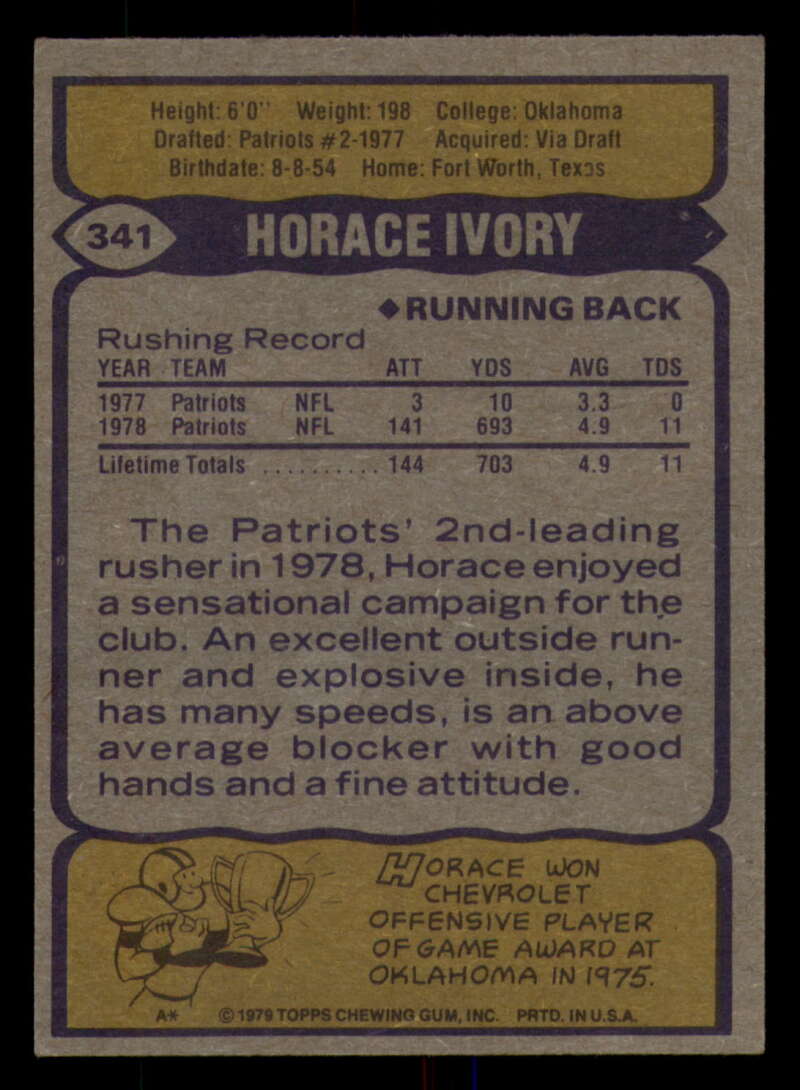 Height: 6'0" Weight: 198 College: Oklahoma
Drafted: Patriots #2-1977 Acquired: Via Draft
Birthdate: 8-8-54 Home: Fort Worth, Texas
341 HORACE IVORY
◆RUNNING BACK
Rushing Record
YEAR TEAM ATT YDS AVG TDS
1977 Patriots NFL 3 10 3.3 0
1978 Patriots NFL 141 693 4.9 11
Lifetime Totals .......... 144 703 4.9 11
The Patriots' 2nd-leading
rusher in 1978, Horace enjoyed
a sensational campaign for the
club. An excellent outside run-
ner and explosive inside, he
has many speeds, is an above
average blocker with good
hands and a fine attitude.
HORACE WON
CHEVROLET
OFFENSIVE PLAYER
OF GAME AWARD AT
OKLAHOMA IN 1975.
A* ©1979 TOPPS CHEWING GUM, INC. PRTD. IN U.S.A.